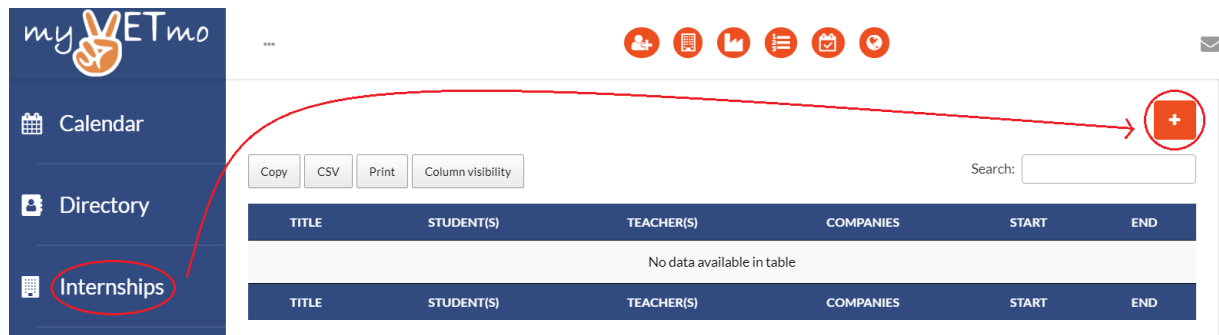 my VETmo
...
Calendar
Directory
Internships
+
Copy CSV Print Column visibility
Search:
TITLE STUDENT(S) TEACHER(S) COMPANIES START END
No data available in table
TITLE STUDENT(S) TEACHER(S) COMPANIES START END